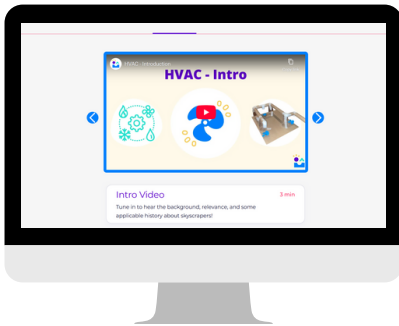 HVAC - Introduction
HVAC - Intro
Intro Video
3 min
Tune in to hear the background, relevance, and some
applicable history about skyscrapers!